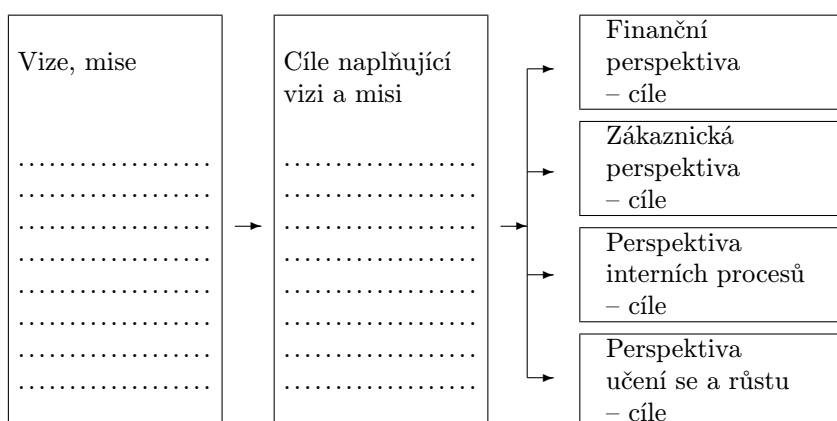 Vize, mise
...................
...................
...................
...................
...................
...................
...................
...................
Cíle naplňující
vizi a misi
...................
...................
...................
...................
...................
...................
...................
...................
Finanční
perspektiva
– cíle
Zákaznická
perspektiva
– cíle
Perspektiva
interních procesů
– cíle
Perspektiva
učení se a růstu
– cíle